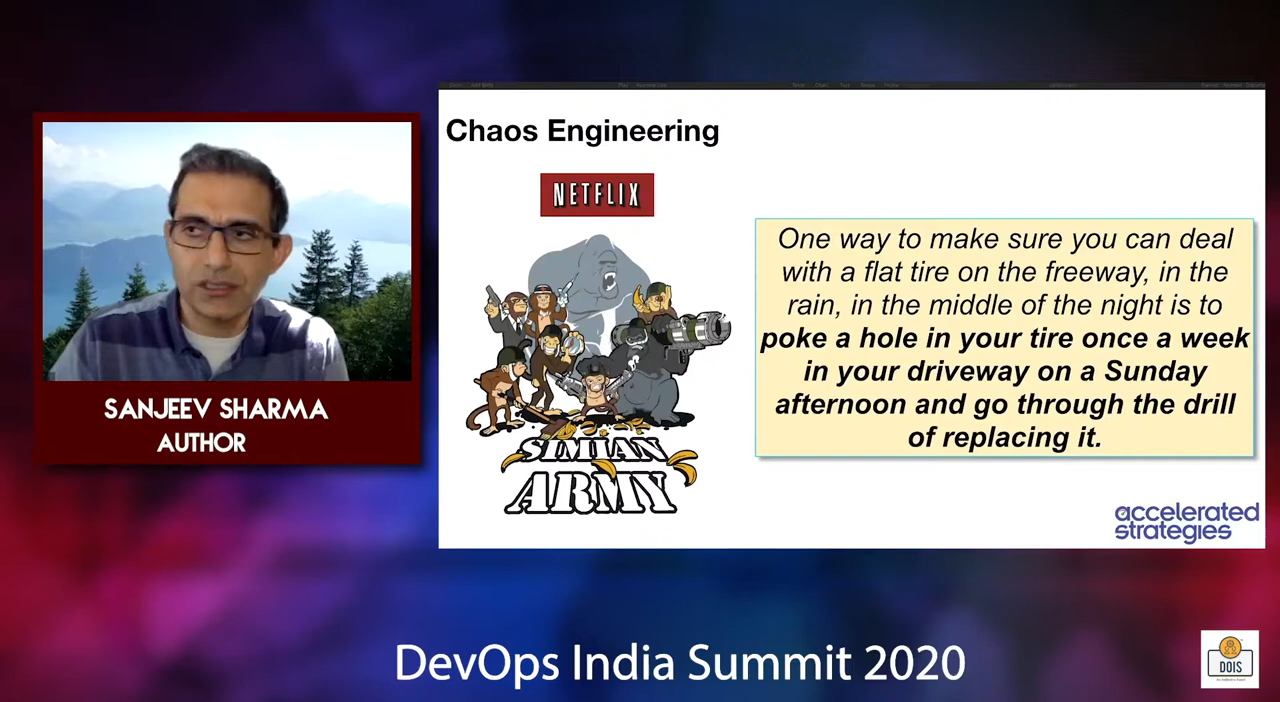 Chaos Engineering
NETFLIX
SIMIAN
ARMY
One way to make sure you can deal
with a flat tire on the freeway, in the
rain, in the middle of the night is to
poke a hole in your tire once a week
in your driveway on a Sunday
afternoon and go through the drill
of replacing it.
accelerated
strategies
SANJEEV SHARMA
AUTHOR
DevOps India Summit 2020
DOIS